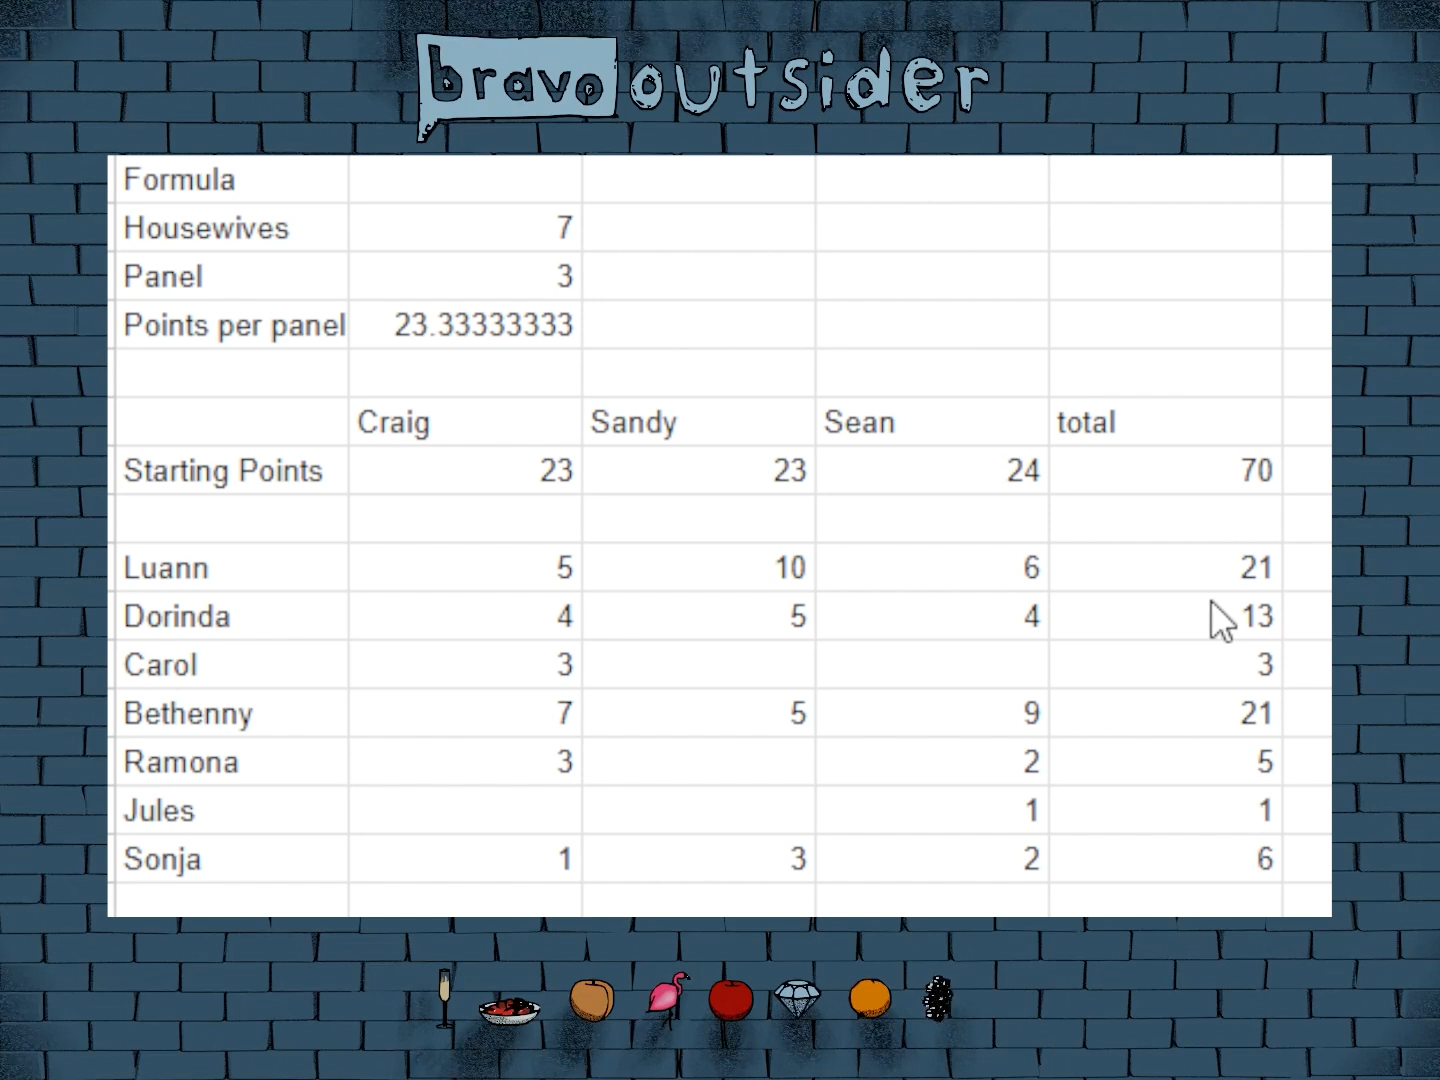 bravo outsider
Formula
Housewives 7
Panel 3
Points per panel 23.33333333
Craig Sandy Sean total
Starting Points 23 23 24 70
Luann 5 10 6 21
Dorinda 4 5 4 13
Carol 3 3
Bethenny 7 5 9 21
Ramona 3 2 5
Jules 1 1
Sonja 1 3 2 6